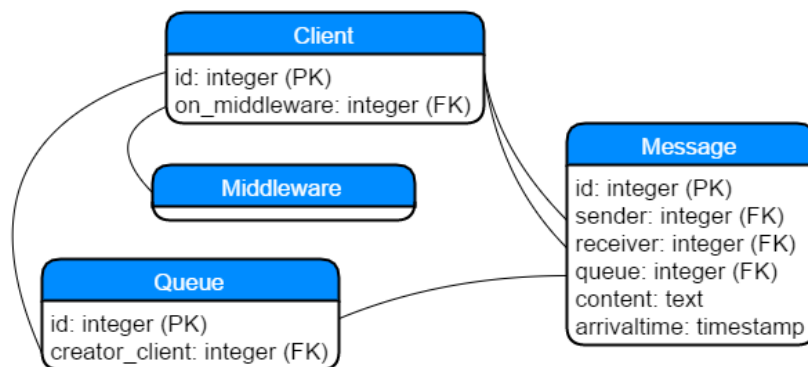 Client
id: integer (PK)
on_middleware: integer (FK)
Middleware
Queue
id: integer (PK)
creator_client: integer (FK)
Message
id: integer (PK)
sender: integer (FK)
receiver: integer (FK)
queue: integer (FK)
content: text
arrivaltime: timestamp